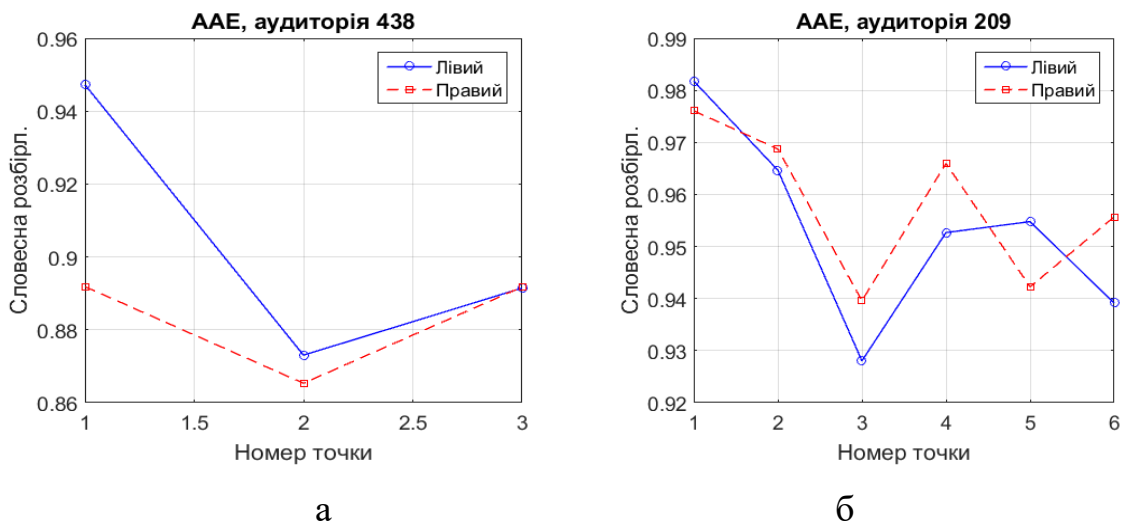 ААЕ, аудиторія 438
0.96
0.94
0.92
0.9
0.88
0.86
1
1.5
2
2.5
3
Словесна розбірл.
Номер точки
Лівий
Правий
а
ААЕ, аудиторія 209
0.99
0.98
0.97
0.96
0.95
0.94
0.93
0.92
1
2
3
4
5
6
Словесна розбірл.
Номер точки
Лівий
Правий
б